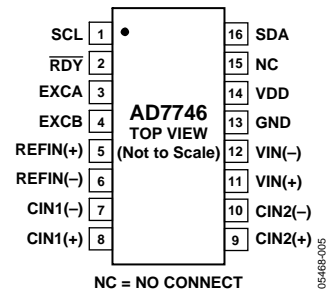 SCL 1 16 SDA
RDY 2 15 NC
EXCA 3 14 VDD
EXCB 4 13 GND
REFIN(+) 5 12 VIN(–)
REFIN(–) 6 11 VIN(+)
CIN1(–) 7 10 CIN2(–)
CIN1(+) 8 9 CIN2(+)
AD7746
TOP VIEW
(Not to Scale)
NC = NO CONNECT
05468-005